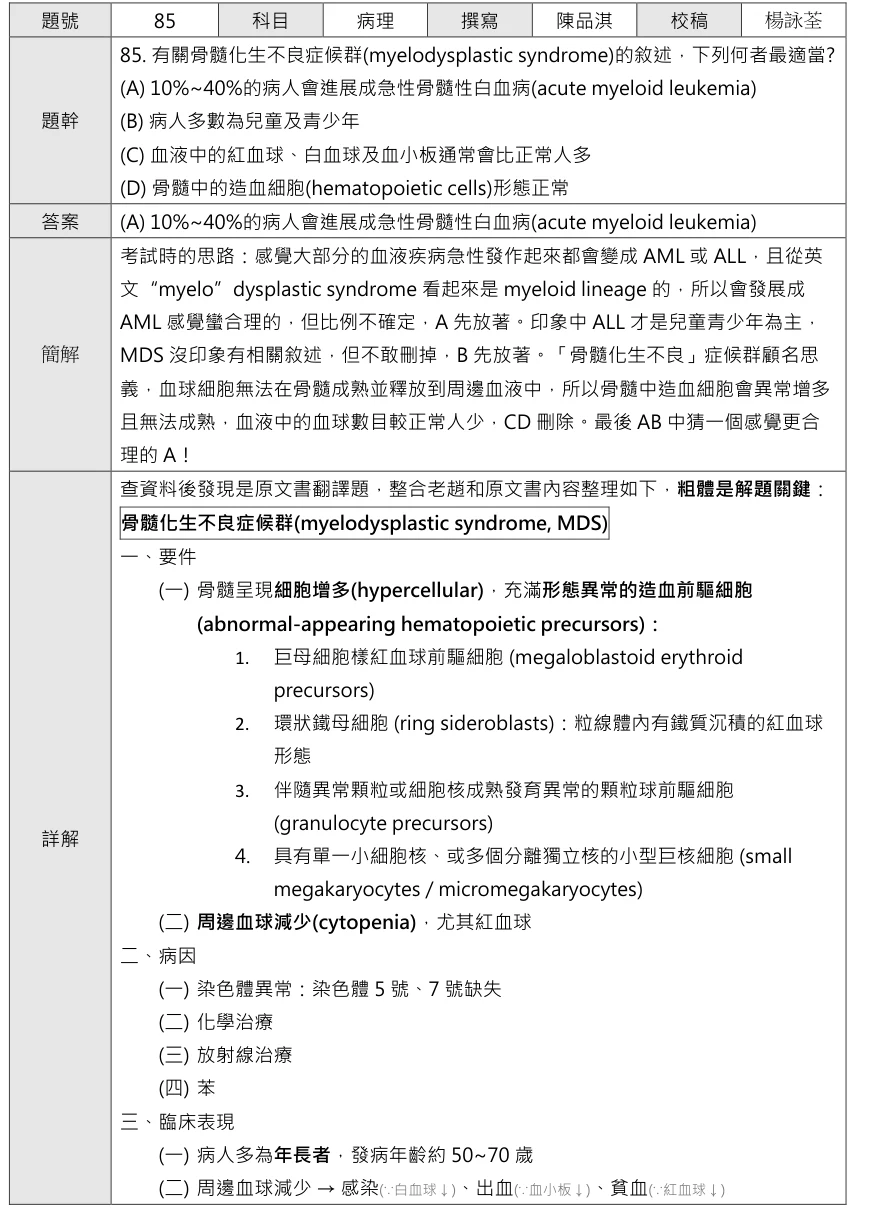 題號 85 科目 病理 撰寫 陳品淇 校稿 楊詠荃
題幹
85. 有關骨髓化生不良症候群(myelodysplastic syndrome)的敘述，下列何者最適當?
(A) 10%~40%的病人會進展成急性骨髓性白血病(acute myeloid leukemia)
(B) 病人多數為兒童及青少年
(C) 血液中的紅血球、白血球及血小板通常會比正常人多
(D) 骨髓中的造血細胞(hematopoietic cells)形態正常
答案
(A) 10%~40%的病人會進展成急性骨髓性白血病(acute myeloid leukemia)
簡解
考試時的思路：感覺大部分的血液疾病急性發作起來都會變成 AML 或 ALL，且從英
文“myelo”dysplastic syndrome 看起來是 myeloid lineage 的，所以會發展成
AML 感覺蠻合理的，但比例不確定，A 先放著。印象中 ALL 才是兒童青少年為主，
MDS 沒印象有相關敘述，但不敢刪掉，B 先放著。「骨髓化生不良」症候群顧名思
義，血球細胞無法在骨髓成熟並釋放到周邊血液中，所以骨髓中造血細胞會異常增多
且無法成熟，血液中的血球數目較正常人少，CD 刪除。最後 AB 中猜一個感覺更合
理的 A！
詳解
查資料後發現是原文書翻譯題，整合老趙和原文書內容整理如下，粗體是解題關鍵：
骨髓化生不良症候群(myelodysplastic syndrome, MDS)
一、要件
(一) 骨髓呈現細胞增多(hypercellular)，充滿形態異常的造血前驅細胞
(abnormal-appearing hematopoietic precursors)：
1. 巨母細胞樣紅血球前驅細胞 (megaloblastoid erythroid
precursors)
2. 環狀鐵母細胞 (ring sideroblasts)：粒線體內有鐵質沉積的紅血球
形態
3. 伴隨異常顆粒或細胞核成熟發育異常的顆粒球前驅細胞
(granulocyte precursors)
4. 具有單一小細胞核、或多個分離獨立核的小型巨核細胞 (small
megakaryocytes / micromegakaryocytes)
(二) 周邊血球減少(cytopenia)，尤其紅血球
二、病因
(一) 染色體異常：染色體 5 號、7 號缺失
(二) 化學治療
(三) 放射線治療
(四) 苯
三、臨床表現
(一) 病人多為年長者，發病年齡約 50~70 歲
(二) 周邊血球減少 → 感染(∵白血球↓)、出血(∵血小板↓)、貧血(∵紅血球↓)